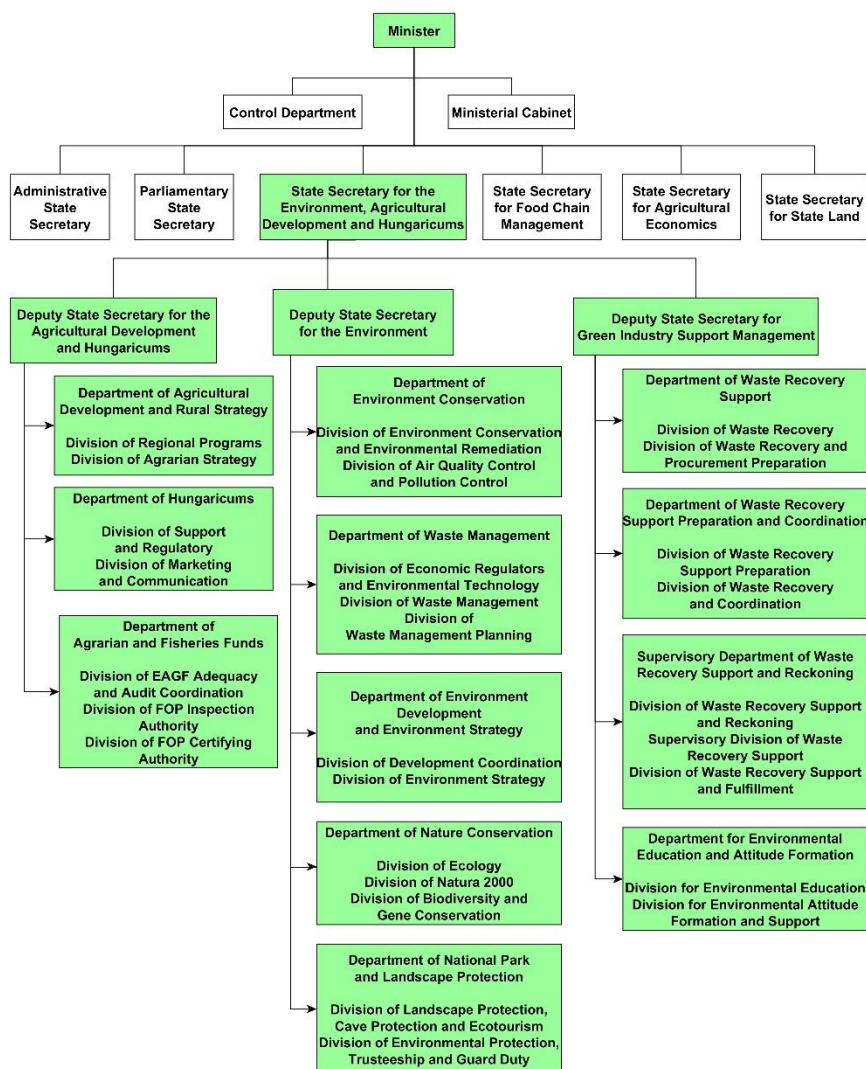 Minister
Control Department
Ministerial Cabinet
Administrative
State
Secretary
Parliamentary
State
Secretary
State Secretary for the
Environment, Agricultural
Development and Hungaricums
State Secretary
for Food Chain
Management
State Secretary
for Agricultural
Economics
State Secretary
for State Land
Deputy State Secretary for the
Agricultural Development
and Hungaricums
Department of Agricultural
Development and Rural Strategy
Division of Regional Programs
Division of Agrarian Strategy
Department of Hungaricums
Division of Support
and Regulatory
Division of Marketing
and Communication
Department of
Agrarian and Fisheries Funds
Division of EAGF Adequacy
and Audit Coordination
Division of FOP Inspection
Authority
Division of FOP Certifying
Authority
Deputy State Secretary
for the Environment
Department of
Environment Conservation
Division of Environment Conservation
and Environmental Remediation
Division of Air Quality Control
and Pollution Control
Department of Waste Management
Division of Economic Regulators
and Environmental Technology
Division of Waste Management
Division of
Waste Management Planning
Department of Environment
Development
and Environment Strategy
Division of Development Coordination
Division of Environment Strategy
Department of Nature Conservation
Division of Ecology
Division of Natura 2000
Division of Biodiversity and
Gene Conservation
Department of National Park
and Landscape Protection
Division of Landscape Protection,
Cave Protection and Ecotourism
Division of Environmental Protection,
Trusteeship and Guard Duty
Deputy State Secretary for
Green Industry Support Management
Department of Waste Recovery
Support
Division of Waste Recovery
Division of Waste Recovery and
Procurement Preparation
Department of Waste Recovery
Support Preparation and Coordination
Division of Waste Recovery
Support Preparation
Division of Waste Recovery
and Coordination
Supervisory Department of Waste
Recovery Support and Reckoning
Division of Waste Recovery Support
and Reckoning
Supervisory Division of Waste
Recovery Support
Division of Waste Recovery Support
and Fulfillment
Department for Environmental
Education and Attitude Formation
Division for Environmental Education
Division for Environmental Attitude
Formation and Support